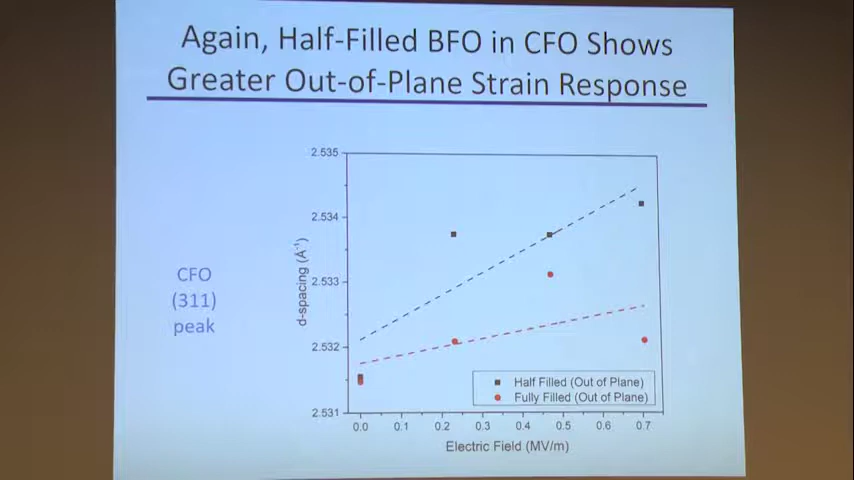 Again, Half-Filled BFO in CFO Shows
Greater Out-of-Plane Strain Response
CFO
(311)
peak
d-spacing (Å⁻¹)
2.535
2.534
2.533
2.532
2.531
0.0 0.1 0.2 0.3 0.4 0.5 0.6 0.7
Electric Field (MV/m)
Half Filled (Out of Plane)
Fully Filled (Out of Plane)